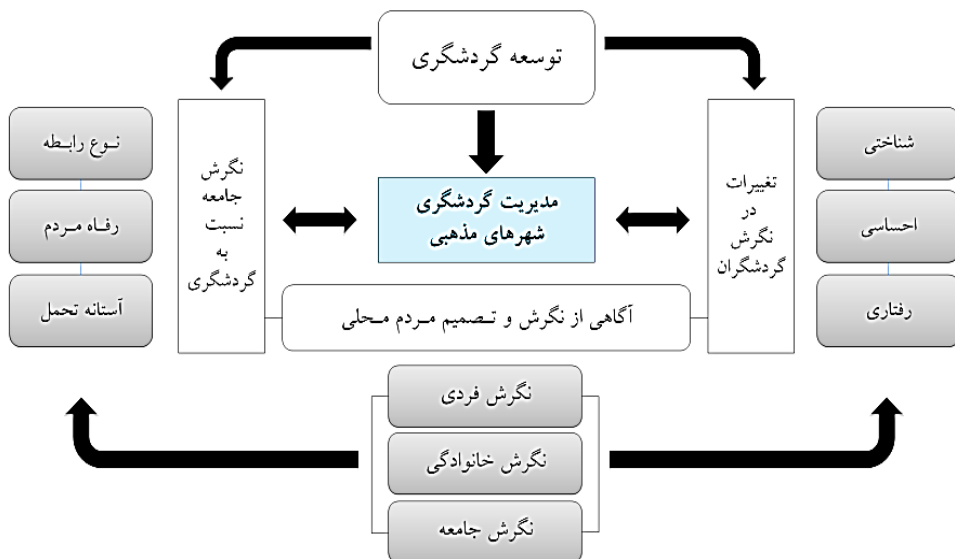 توسعه گردشگری
شناختی
احساسی
رفتاری
تغییرات
در
نگرش
گردشگران
مدیریت گردشگری
شهرهای مذهبی
نگرش
جامعه
نسبت
به
گردشگری
نوع رابطه
رفاه مردم
آستانه تحمل
آگاهی از نگرش و تصمیم مردم محلی
نگرش فردی
نگرش خانوادگی
نگرش جامعه